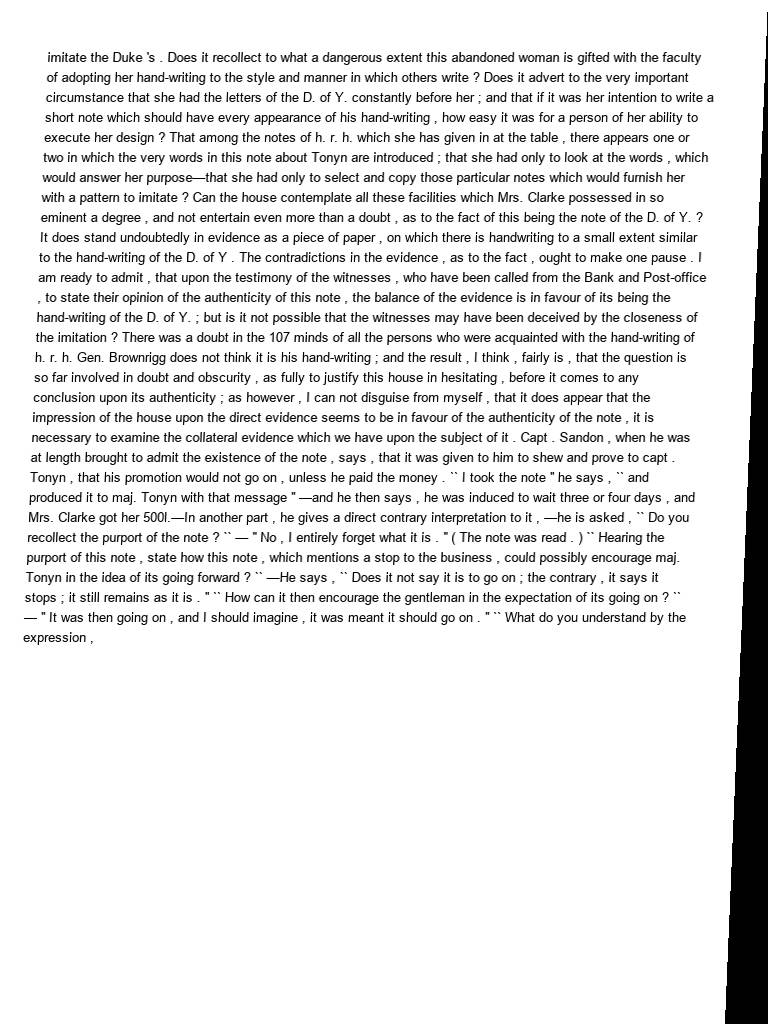 imitate the Duke 's . Does it recollect to what a dangerous extent this abandoned woman is gifted with the faculty
of adopting her hand-writing to the style and manner in which others write ? Does it advert to the very important
circumstance that she had the letters of the D. of Y. constantly before her ; and that if it was her intention to write a
short note which should have every appearance of his hand-writing , how easy it was for a person of her ability to
execute her design ? That among the notes of h. r. h. which she has given in at the table , there appears one or
two in which the very words in this note about Tonyn are introduced ; that she had only to look at the words , which
would answer her purpose—that she had only to select and copy those particular notes which would furnish her
with a pattern to imitate ? Can the house contemplate all these facilities which Mrs. Clarke possessed in so
eminent a degree , and not entertain even more than a doubt , as to the fact of this being the note of the D. of Y. ?
It does stand undoubtedly in evidence as a piece of paper , on which there is handwriting to a small extent similar
to the hand-writing of the D. of Y . The contradictions in the evidence , as to the fact , ought to make one pause . I
am ready to admit , that upon the testimony of the witnesses , who have been called from the Bank and Post-office
, to state their opinion of the authenticity of this note , the balance of the evidence is in favour of its being the
hand-writing of the D. of Y. ; but is it not possible that the witnesses may have been deceived by the closeness of
the imitation ? There was a doubt in the 107 minds of all the persons who were acquainted with the hand-writing of
h. r. h. Gen. Brownrigg does not think it is his hand-writing ; and the result , I think , fairly is , that the question is
so far involved in doubt and obscurity , as fully to justify this house in hesitating , before it comes to any
conclusion upon its authenticity ; as however , I can not disguise from myself , that it does appear that the
impression of the house upon the direct evidence seems to be in favour of the authenticity of the note , it is
necessary to examine the collateral evidence which we have upon the subject of it . Capt . Sandon , when he was
at length brought to admit the existence of the note , says , that it was given to him to shew and prove to capt .
Tonyn , that his promotion would not go on , unless he paid the money . `` I took the note " he says , `` and
produced it to maj. Tonyn with that message " —and he then says , he was induced to wait three or four days , and
Mrs. Clarke got her 500l.—In another part , he gives a direct contrary interpretation to it , —he is asked , `` Do you
recollect the purport of the note ? `` — " No , I entirely forget what it is . " ( The note was read . ) `` Hearing the
purport of this note , state how this note , which mentions a stop to the business , could possibly encourage maj.
Tonyn in the idea of its going forward ? `` —He says , `` Does it not say it is to go on ; the contrary , it says it
stops ; it still remains as it is . " `` How can it then encourage the gentleman in the expectation of its going on ? ``
— " It was then going on , and I should imagine , it was meant it should go on . " `` What do you understand by the
expression ,